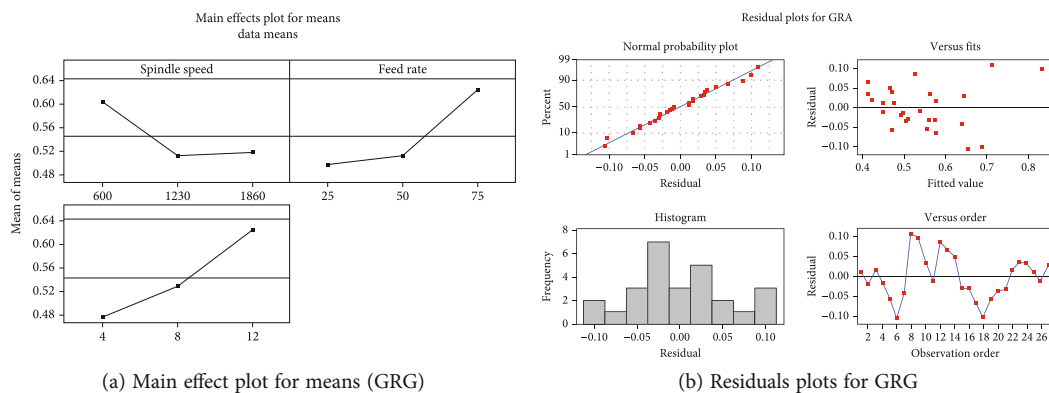 Main effects plot for means
data means
Spindle speed
Feed rate
Mean of means
0.64
0.60
0.56
0.52
0.48
600 1230 1860
25 50 75
0.64
0.60
0.56
0.52
0.48
4 8 12
(a) Main effect plot for means (GRG)
Residual plots for GRA
Normal probability plot
Percent
99
90
50
10
1
−0.10 −0.05 0.00 0.05 0.10
Residual
Versus fits
Residual
0.10
0.05
0.00
−0.05
−0.10
0.4 0.5 0.6 0.7 0.8
Fitted value
Histogram
Frequency
8
6
4
2
0
−0.10 −0.05 0.00 0.05 0.10
Residual
Versus order
Residual
0.10
0.05
0.00
−0.05
−0.10
2 4 6 8 10 12 14 16 18 20 22 24 26
Observation order
(b) Residuals plots for GRG